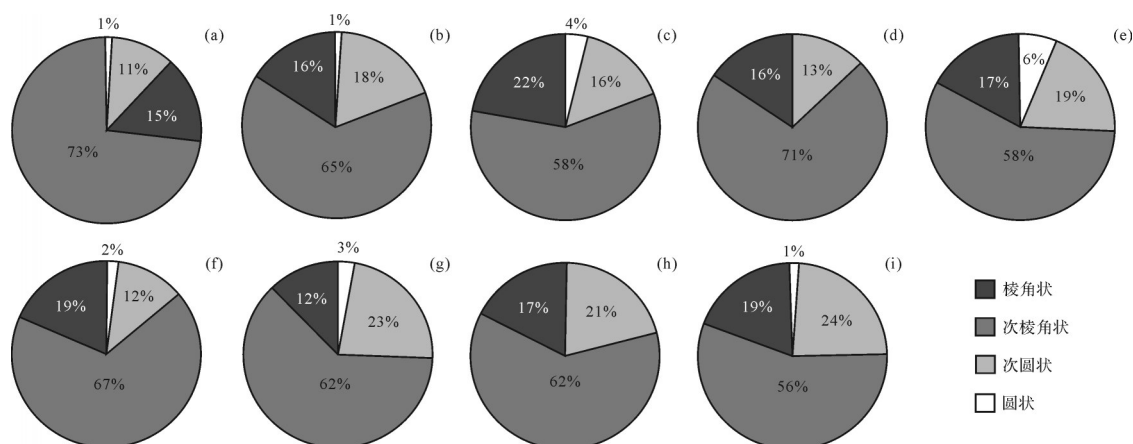 1%
(a)
11%
15%
73%
1%
(b)
16%
18%
65%
4%
(c)
22%
16%
58%
(d)
16%
13%
71%
(e)
17%
6%
19%
58%
2%
(f)
19%
12%
67%
3%
(g)
12%
23%
62%
(h)
17%
21%
62%
1%
(i)
19%
24%
56%
棱角状
次棱角状
次圆状
圆状